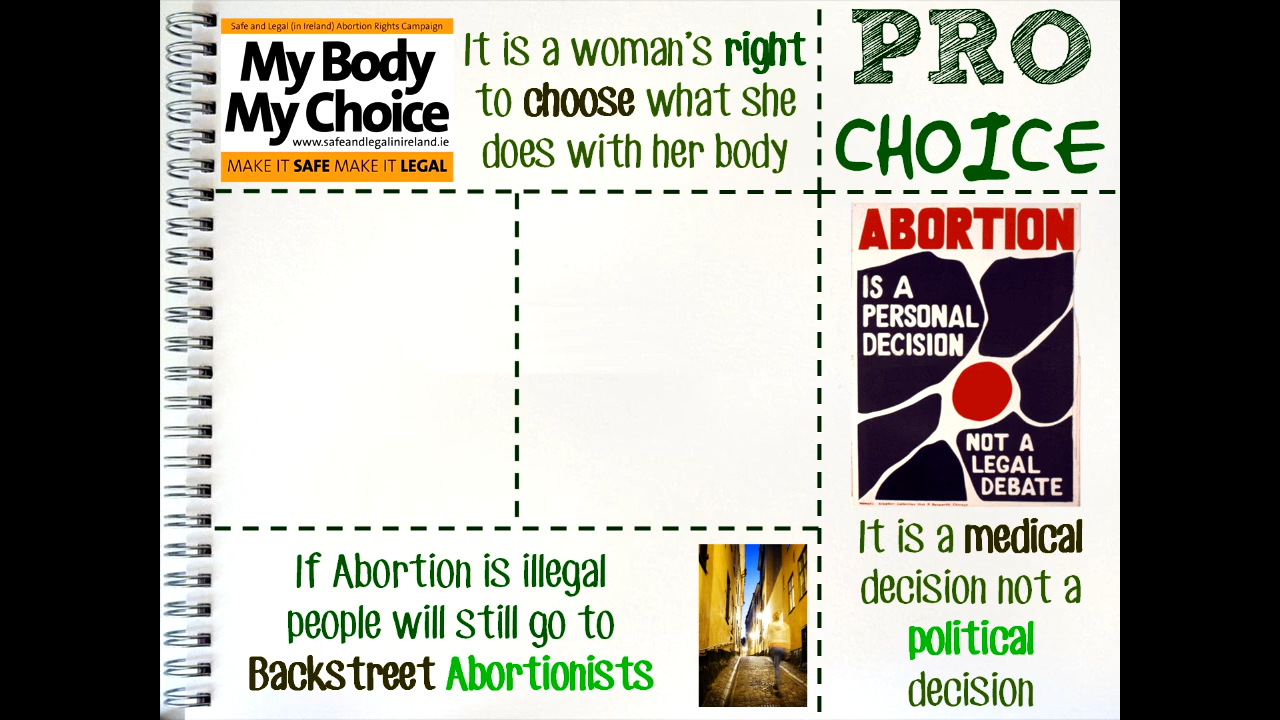 Safe and Legal (in Ireland) Abortion Rights Campaign
My Body
My Choice
www.safeandlegalinireland.ie
MAKE IT SAFE MAKE IT LEGAL
It is a woman's right
to choose what she
does with her body
PRO
CHOICE
ABORTION
IS A
PERSONAL
DECISION
NOT A
LEGAL
DEBATE
It is a medical
decision not a
political
decision
If Abortion is illegal
people will still go to
Backstreet Abortionists